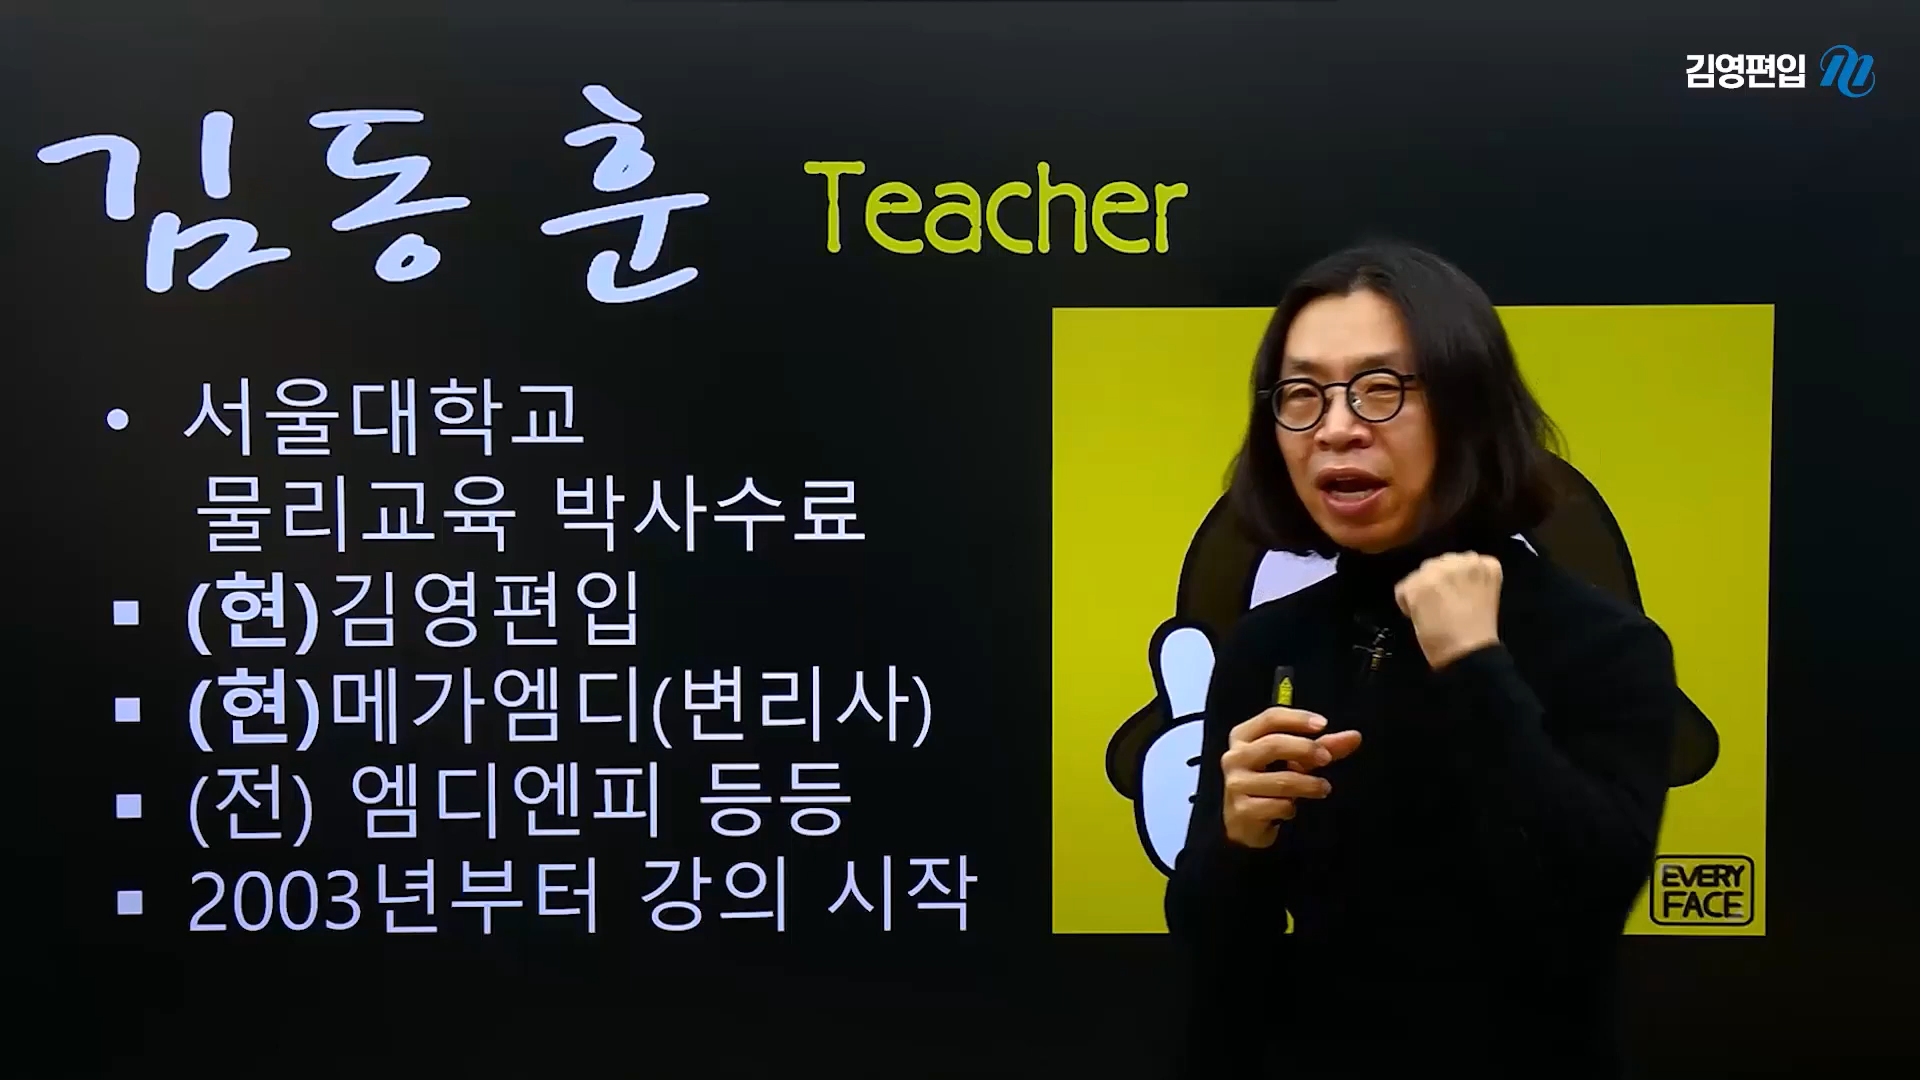 김영편입
김동훈 Teacher
• 서울대학교
물리교육 박사수료
▪ (현)김영편입
▪ (현)메가엠디(변리사)
▪ (전) 엠디엔피 등등
▪ 2003년부터 강의 시작
EVERY
FACE